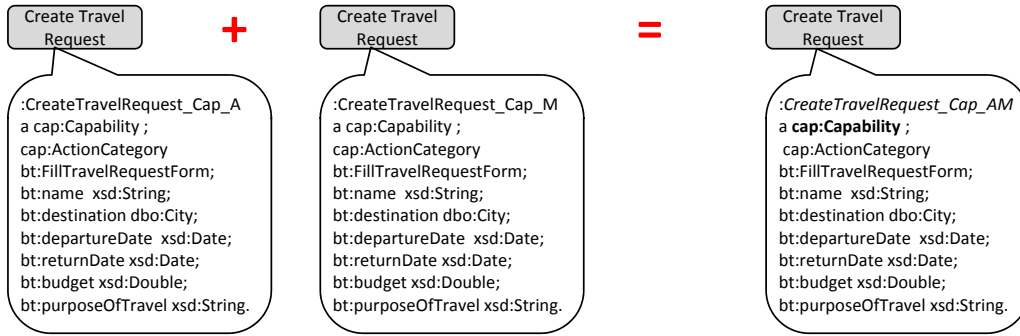 Create Travel
Request
+
Create Travel
Request
=
Create Travel
Request
:CreateTravelRequest_Cap_A
a cap:Capability ;
cap:ActionCategory
bt:FillTravelRequestForm;
bt:name xsd:String;
bt:destination dbo:City;
bt:departureDate xsd:Date;
bt:returnDate xsd:Date;
bt:budget xsd:Double;
bt:purposeOfTravel xsd:String.
:CreateTravelRequest_Cap_M
a cap:Capability ;
cap:ActionCategory
bt:FillTravelRequestForm;
bt:name xsd:String;
bt:destination dbo:City;
bt:departureDate xsd:Date;
bt:returnDate xsd:Date;
bt:budget xsd:Double;
bt:purposeOfTravel xsd:String.
:CreateTravelRequest_Cap_AM
a cap:Capability ;
cap:ActionCategory
bt:FillTravelRequestForm;
bt:name xsd:String;
bt:destination dbo:City;
bt:departureDate xsd:Date;
bt:returnDate xsd:Date;
bt:budget xsd:Double;
bt:purposeOfTravel xsd:String.